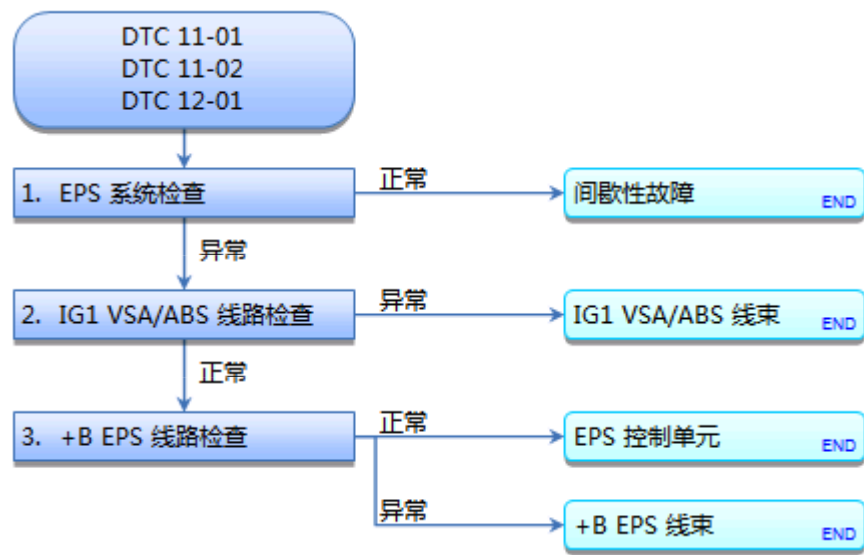 DTC 11-01
DTC 11-02
DTC 12-01
1. EPS 系统检查
正常
间歇性故障
END
异常
2. IG1 VSA/ABS 线路检查
异常
IG1 VSA/ABS 线束
END
正常
3. +B EPS 线路检查
正常
EPS 控制单元
END
异常
+B EPS 线束
END